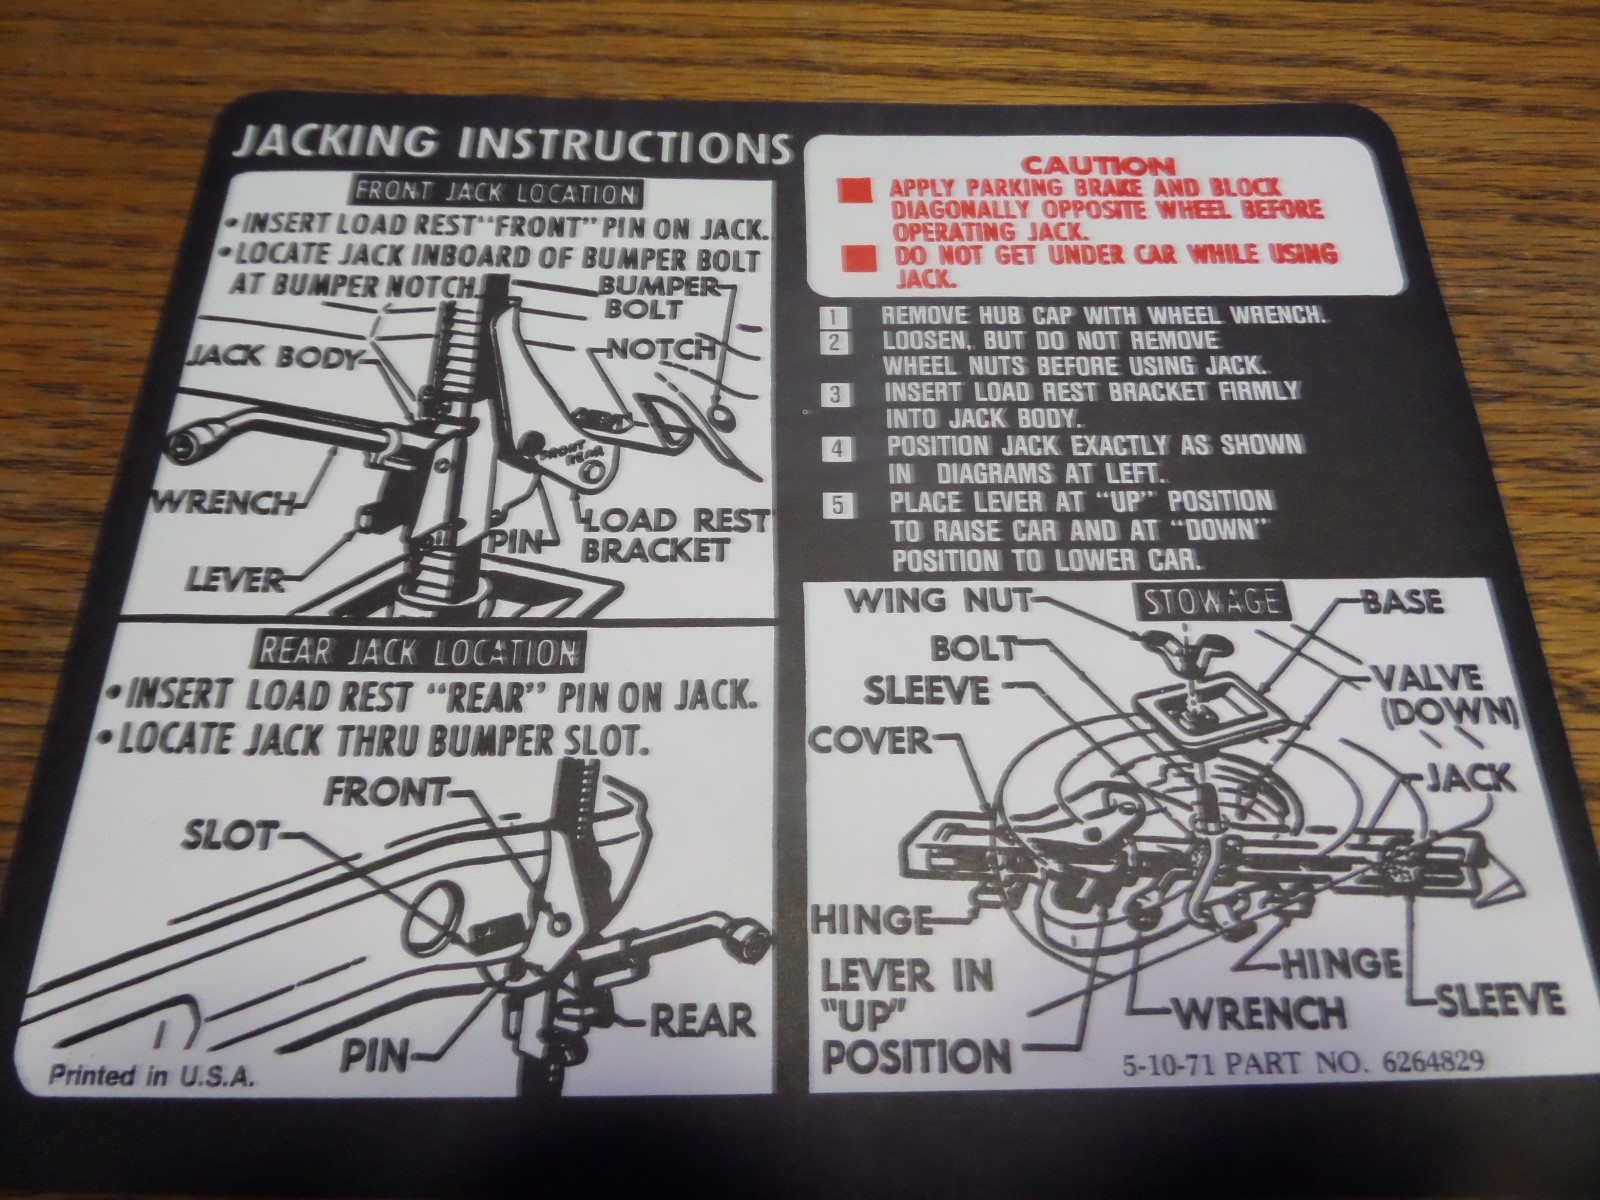 JACKING INSTRUCTIONS
FRONT JACK LOCATION
•INSERT LOAD REST "FRONT" PIN ON JACK.
•LOCATE JACK INBOARD OF BUMPER BOLT
AT BUMPER NOTCH.
BUMPER
BOLT
JACK BODY
NOTCH
FRONT
REAR
WRENCH
PIN
LOAD REST
BRACKET
LEVER
REAR JACK LOCATION
•INSERT LOAD REST "REAR" PIN ON JACK.
•LOCATE JACK THRU BUMPER SLOT.
FRONT
SLOT
REAR
PIN
Printed in U.S.A.
CAUTION
APPLY PARKING BRAKE AND BLOCK
DIAGONALLY OPPOSITE WHEEL BEFORE
OPERATING JACK.
DO NOT GET UNDER CAR WHILE USING
JACK.
1 REMOVE HUB CAP WITH WHEEL WRENCH.
2 LOOSEN, BUT DO NOT REMOVE
WHEEL NUTS BEFORE USING JACK.
3 INSERT LOAD REST BRACKET FIRMLY
INTO JACK BODY.
4 POSITION JACK EXACTLY AS SHOWN
IN DIAGRAMS AT LEFT.
5 PLACE LEVER AT "UP" POSITION
TO RAISE CAR AND AT "DOWN"
POSITION TO LOWER CAR.
STOWAGE
WING NUT
BASE
BOLT
SLEEVE
VALVE
(DOWN)
COVER
JACK
HINGE
HINGE
LEVER IN
"UP"
POSITION
WRENCH
SLEEVE
5-10-71 PART NO. 6264829